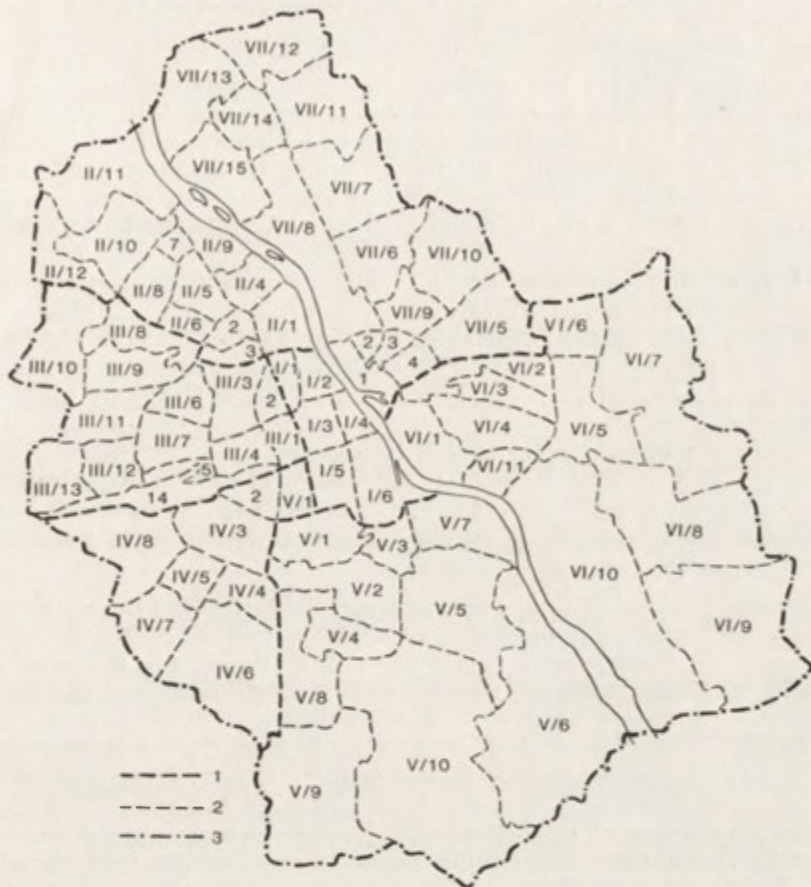 VII/12
VII/13
VII/11
VII/14
VII/15
VII/7
II/11
VII/8
II/10
7
II/9
VII/6
VII/10
II/12
II/8
II/5
II/4
VII/9
VII/5
VI/6
III/8
II/6
2
II/1
2
3
VI/7
III/10
III/9
3
I/1
I/2
1
4
VI/2
III/3
VI/3
III/6
2
III/11
I/3
I/4
VI/1
VI/4
VI/5
III/7
III/1
III/12
III/4
5
VI/11
III/13
I/5
14
2
V/1
I/6
IV/8
IV/3
V/1
V/3
V/7
VI/8
IV/5
IV/4
V/2
VI/10
IV/7
V/4
V/5
VI/9
IV/6
V/8
V/6
V/9
V/10
1
2
3